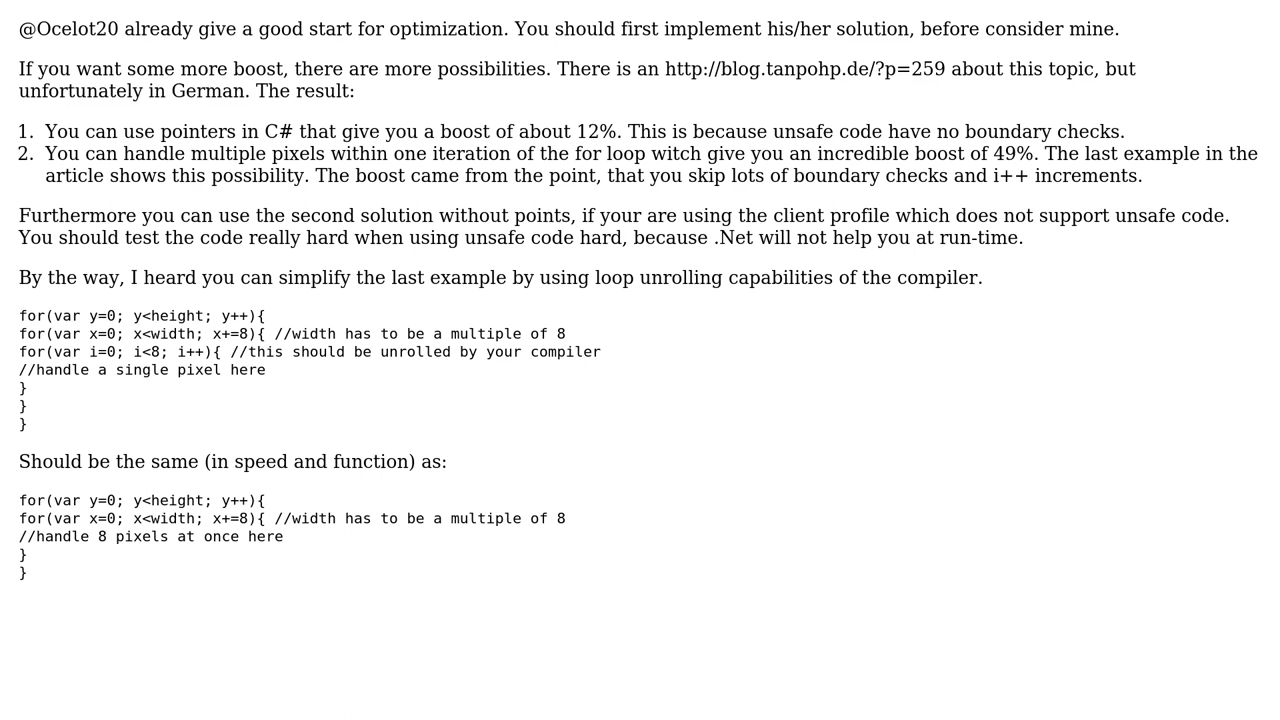 @Ocelot20 already give a good start for optimization. You should first implement his/her solution, before consider mine.
If you want some more boost, there are more possibilities. There is an http://blog.tanpohp.de/?p=259 about this topic, but
unfortunately in German. The result:
1. You can use pointers in C# that give you a boost of about 12%. This is because unsafe code have no boundary checks.
2. You can handle multiple pixels within one iteration of the for loop witch give you an incredible boost of 49%. The last example in the
article shows this possibility. The boost came from the point, that you skip lots of boundary checks and i++ increments.
Furthermore you can use the second solution without points, if your are using the client profile which does not support unsafe code.
You should test the code really hard when using unsafe code hard, because .Net will not help you at run-time.
By the way, I heard you can simplify the last example by using loop unrolling capabilities of the compiler.
for(var y=0; y<height; y++){
for(var x=0; x<width; x+=8){ //width has to be a multiple of 8
for(var i=0; i<8; i++){ //this should be unrolled by your compiler
//handle a single pixel here
}
}
}
Should be the same (in speed and function) as:
for(var y=0; y<height; y++){
for(var x=0; x<width; x+=8){ //width has to be a multiple of 8
//handle 8 pixels at once here
}
}